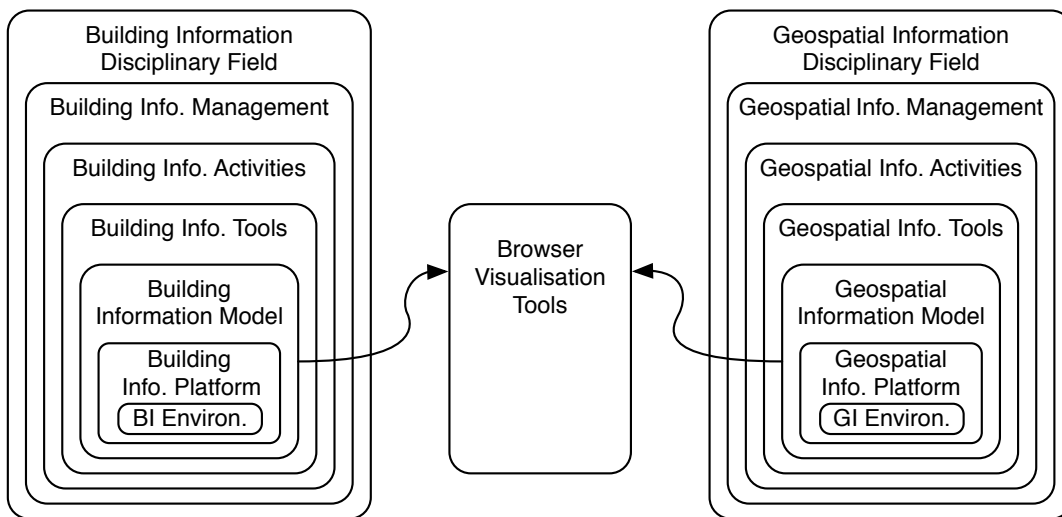 Building Information
Disciplinary Field
Building Info. Management
Building Info. Activities
Building Info. Tools
Building
Information Model
Building
Info. Platform
BI Environ.
Browser
Visualisation
Tools
Geospatial Information
Disciplinary Field
Geospatial Info. Management
Geospatial Info. Activities
Geospatial Info. Tools
Geospatial
Information Model
Geospatial
Info. Platform
GI Environ.